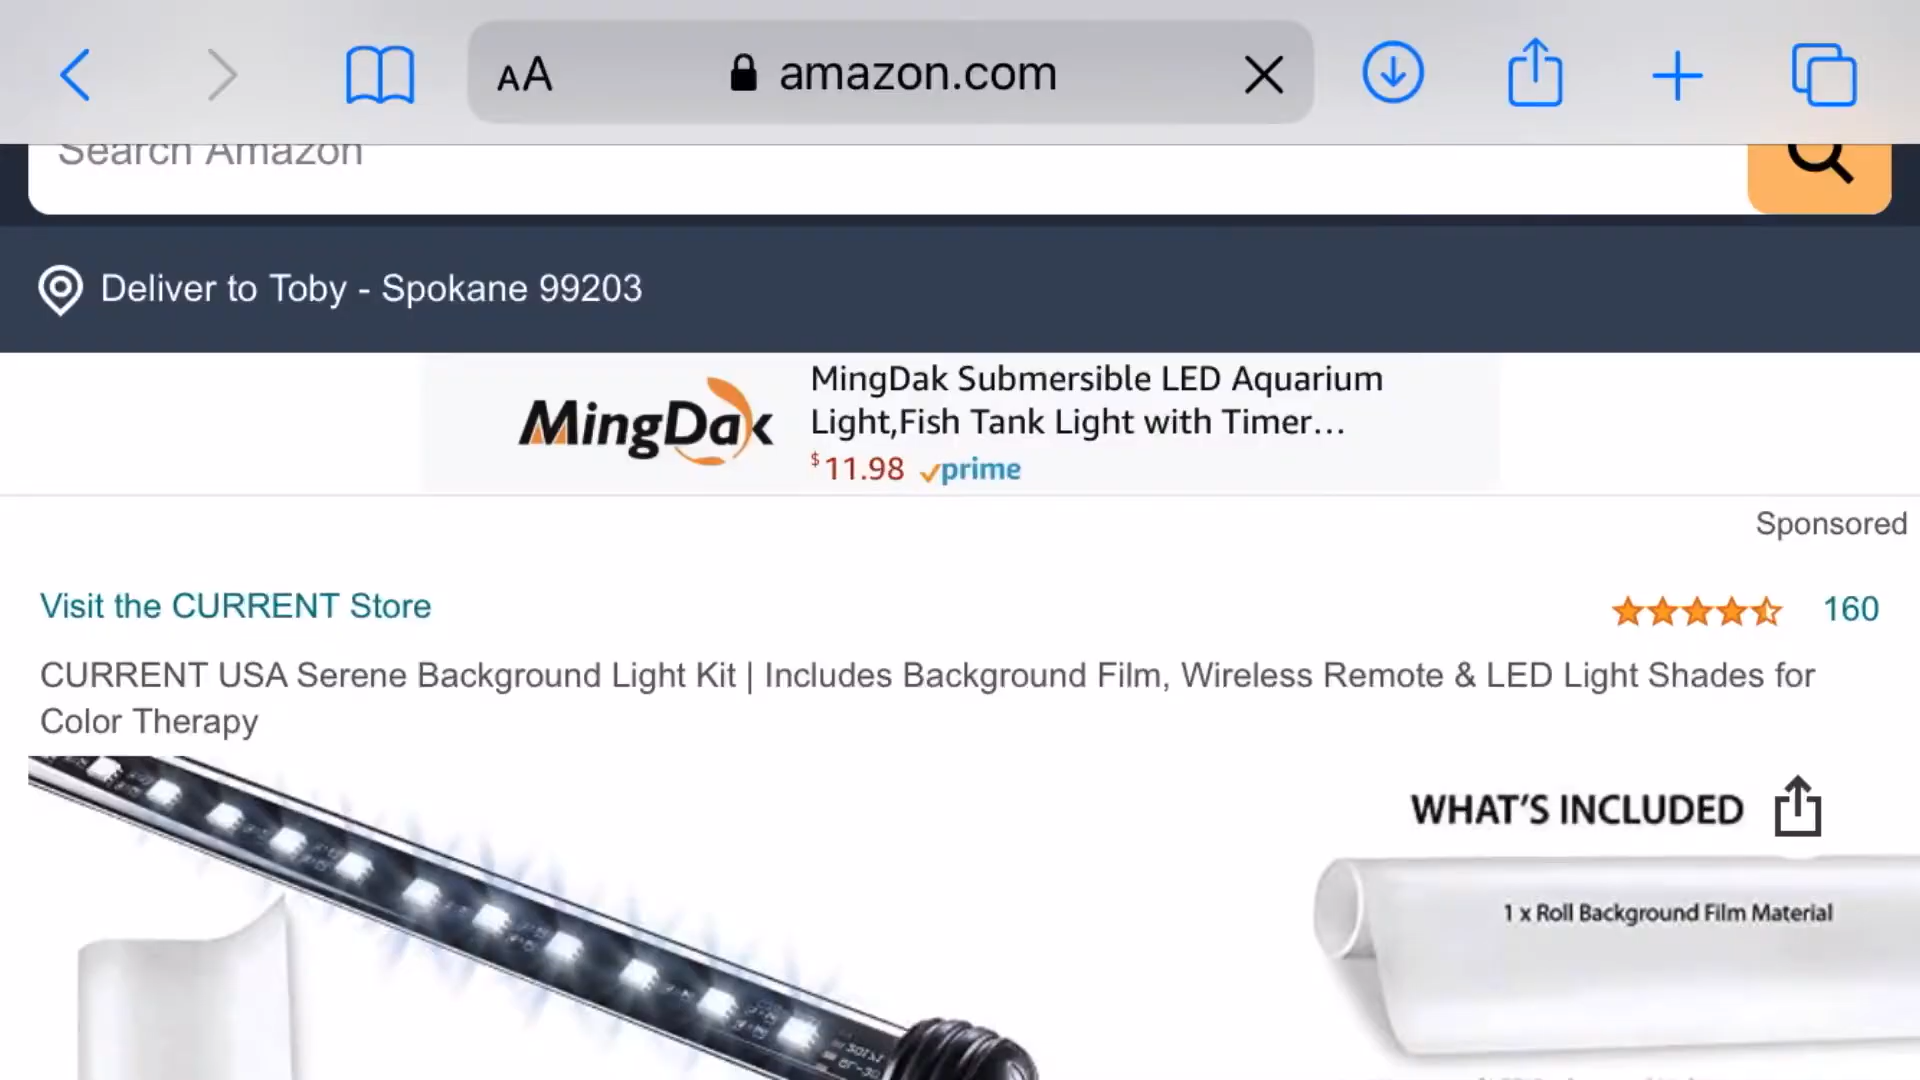 AA amazon.com
Search Amazon
Deliver to Toby - Spokane 99203
MingDak
MingDak Submersible LED Aquarium
Light,Fish Tank Light with Timer...
$11.98 prime
Sponsored
Visit the CURRENT Store
160
CURRENT USA Serene Background Light Kit | Includes Background Film, Wireless Remote & LED Light Shades for
Color Therapy
WHAT'S INCLUDED
1 x Roll Background Film Material